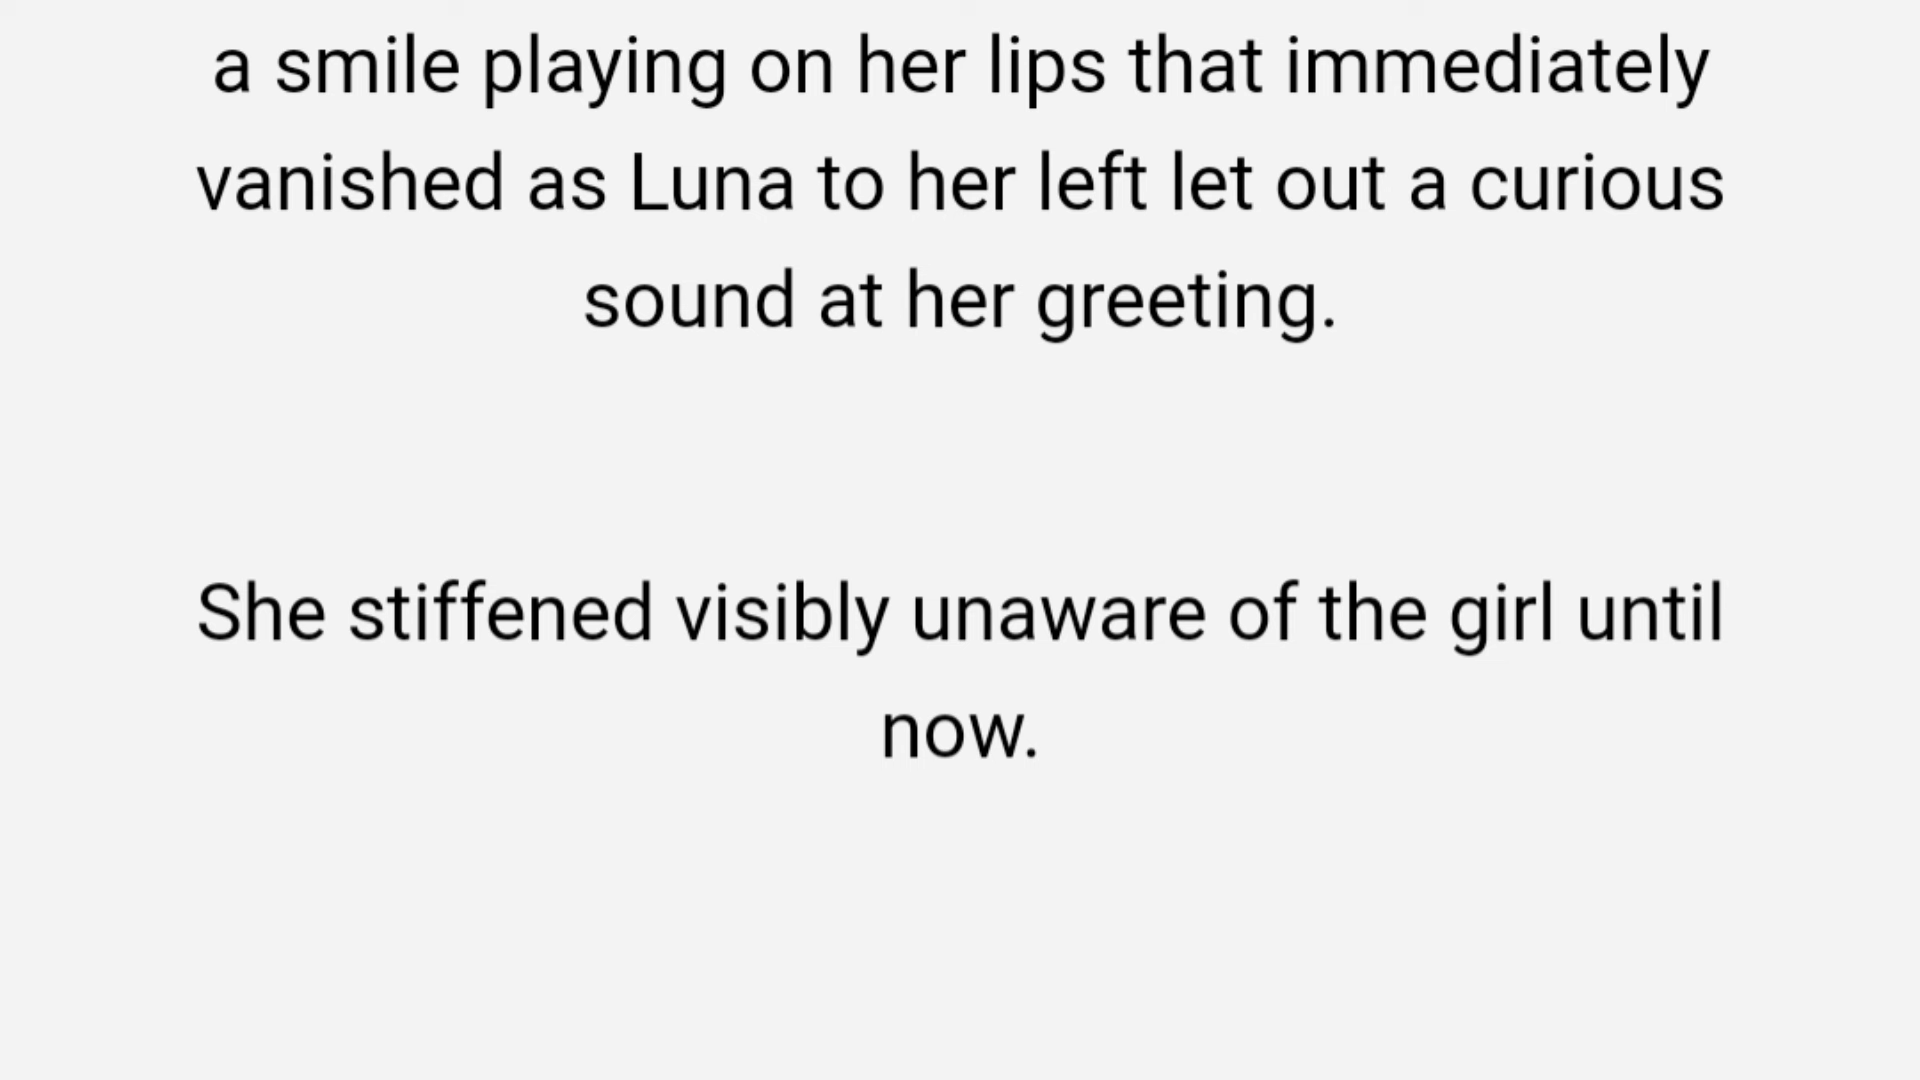 a smile playing on her lips that immediately
vanished as Luna to her left let out a curious
sound at her greeting.
She stiffened visibly unaware of the girl until
now.